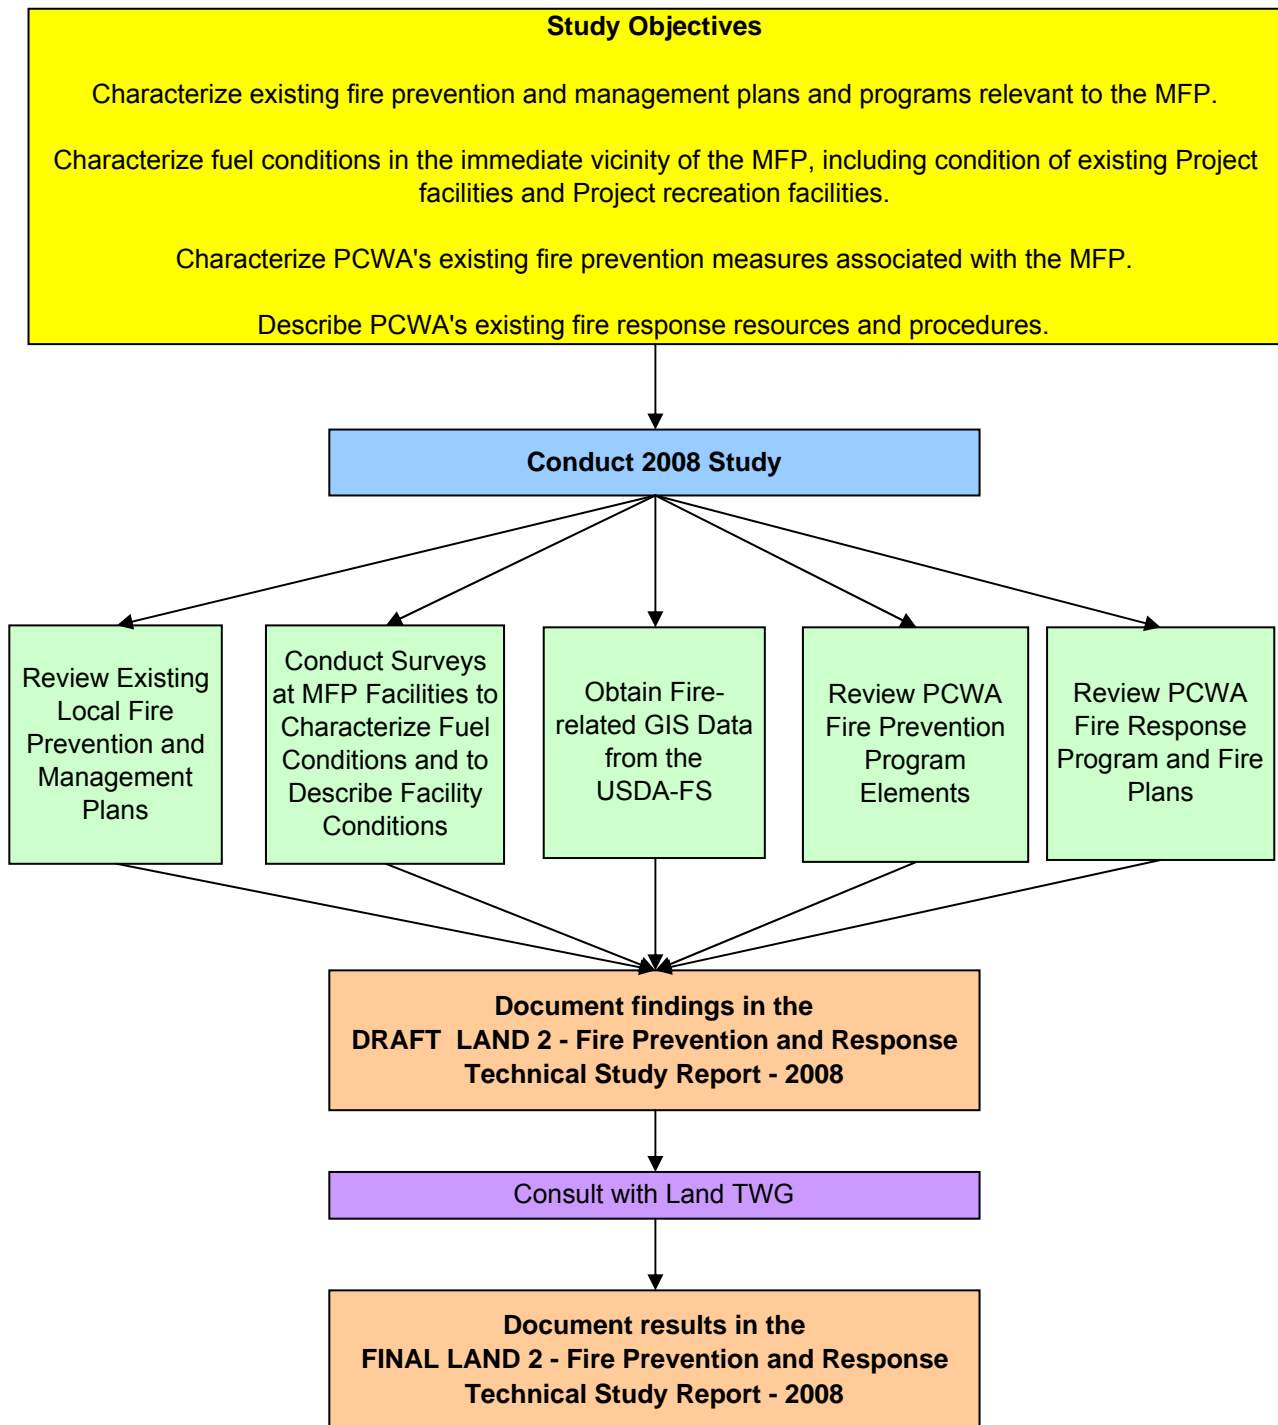 Study Objectives
Characterize existing fire prevention and management plans and programs relevant to the MFP.
Characterize fuel conditions in the immediate vicinity of the MFP, including condition of existing Project
facilities and Project recreation facilities.
Characterize PCWA's existing fire prevention measures associated with the MFP.
Describe PCWA's existing fire response resources and procedures.
Conduct 2008 Study
Review Existing
Local Fire
Prevention and
Management
Plans
Conduct Surveys
at MFP Facilities to
Characterize Fuel
Conditions and to
Describe Facility
Conditions
Obtain Fire-
related GIS Data
from the
USDA-FS
Review PCWA
Fire Prevention
Program
Elements
Review PCWA
Fire Response
Program and Fire
Plans
Document findings in the
DRAFT  LAND 2 - Fire Prevention and Response
Technical Study Report - 2008
Consult with Land TWG
Document results in the
FINAL LAND 2 - Fire Prevention and Response
Technical Study Report - 2008